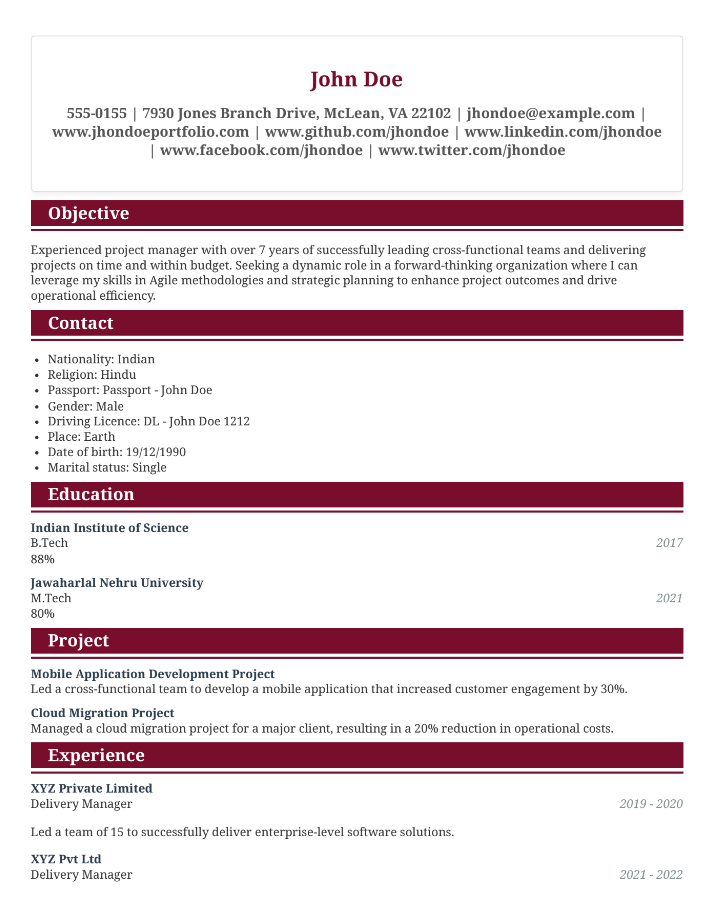 John Doe
555-0155 | 7930 Jones Branch Drive, McLean, VA 22102 | jhondoe@example.com |
www.jhondoeportfolio.com | www.github.com/jhondoe | www.linkedin.com/jhondoe
| www.facebook.com/jhondoe | www.twitter.com/jhondoe
Objective
Experienced project manager with over 7 years of successfully leading cross-functional teams and delivering
projects on time and within budget. Seeking a dynamic role in a forward-thinking organization where I can
leverage my skills in Agile methodologies and strategic planning to enhance project outcomes and drive
operational efficiency.
Contact
• Nationality: Indian
• Religion: Hindu
• Passport: Passport - John Doe
• Gender: Male
• Driving Licence: DL - John Doe 1212
• Place: Earth
• Date of birth: 19/12/1990
• Marital status: Single
Education
Indian Institute of Science
B.Tech 2017
88%
Jawaharlal Nehru University
M.Tech 2021
80%
Project
Mobile Application Development Project
Led a cross-functional team to develop a mobile application that increased customer engagement by 30%.
Cloud Migration Project
Managed a cloud migration project for a major client, resulting in a 20% reduction in operational costs.
Experience
XYZ Private Limited
Delivery Manager 2019 - 2020
Led a team of 15 to successfully deliver enterprise-level software solutions.
XYZ Pvt Ltd
Delivery Manager 2021 - 2022